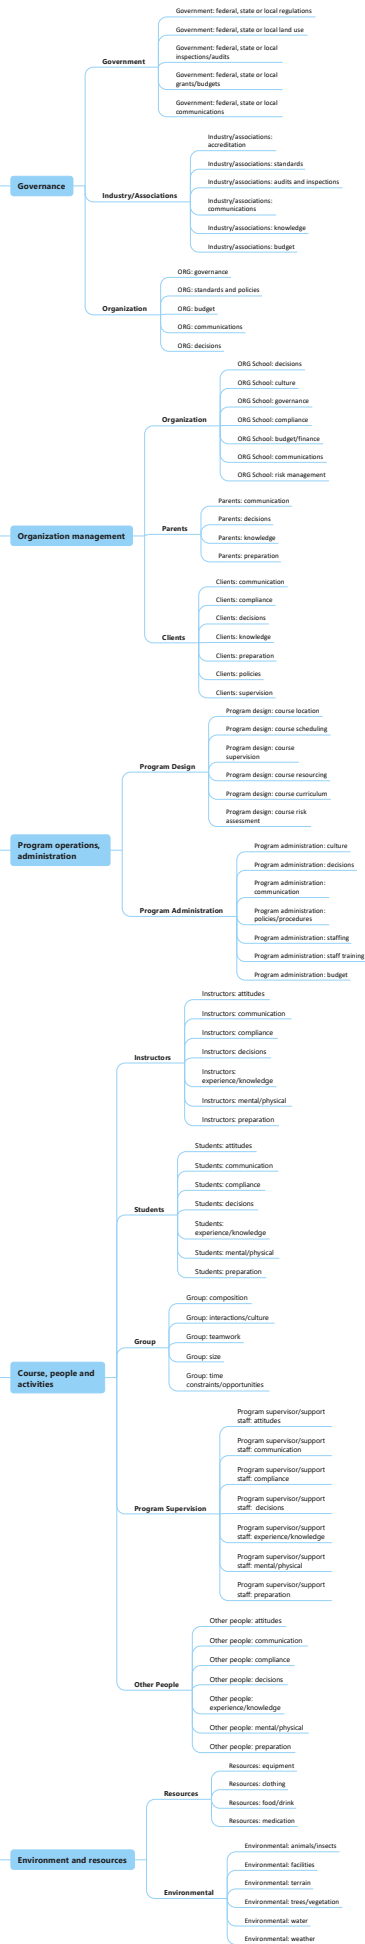 Government: federal, state or local regulations
Government: federal, state or local land use
Government: federal, state or local
inspections/audits
Government: federal, state or local
grants/budgets
Government: federal, state or local
communications
Government
Industry/associations:
accreditation
Industry/associations: standards
Industry/associations: audits and inspections
Industry/associations:
communications
Industry/associations: knowledge
Industry/associations: budget
Industry/Associations
Governance
ORG: governance
ORG: standards and policies
ORG: budget
ORG: communications
ORG: decisions
Organization
ORG School: decisions
ORG School: culture
ORG School: governance
ORG School: compliance
ORG School: budget/finance
ORG School: communications
ORG School: risk management
Organization
Parents: communication
Parents: decisions
Parents: knowledge
Parents: preparation
Parents
Organization management
Clients: communication
Clients: compliance
Clients: decisions
Clients: knowledge
Clients: preparation
Clients: policies
Clients: supervision
Clients
Program design: course location
Program design: course scheduling
Program design: course
supervision
Program design: course resourcing
Program design: course curriculum
Program design: course risk
assessment
Program Design
Program operations,
administration
Program administration: culture
Program administration: decisions
Program administration:
communication
Program administration:
policies/procedures
Program administration: staffing
Program administration: staff training
Program administration: budget
Program Administration
Instructors: attitudes
Instructors: communication
Instructors: compliance
Instructors: decisions
Instructors:
experience/knowledge
Instructors: mental/physical
Instructors: preparation
Instructors
Students: attitudes
Students: communication
Students: compliance
Students: decisions
Students:
experience/knowledge
Students: mental/physical
Students: preparation
Students
Group: composition
Group: interactions/culture
Group: teamwork
Group: size
Group: time
constraints/opportunities
Group
Course, people and
activities
Program supervisor/support
staff: attitudes
Program supervisor/support
staff: communication
Program supervisor/support
staff: compliance
Program supervisor/support
staff:  decisions
Program supervisor/support
staff: experience/knowledge
Program supervisor/support
staff: mental/physical
Program supervisor/support
staff: preparation
Program Supervision
Other people: attitudes
Other people: communication
Other people: compliance
Other people: decisions
Other people:
experience/knowledge
Other people: mental/physical
Other people: preparation
Other People
Resources: equipment
Resources: clothing
Resources: food/drink
Resources: medication
Resources
Environment and resources
Environmental: animals/insects
Environmental: facilities
Environmental: terrain
Environmental: trees/vegetation
Environmental: water
Environmental: weather
Environmental